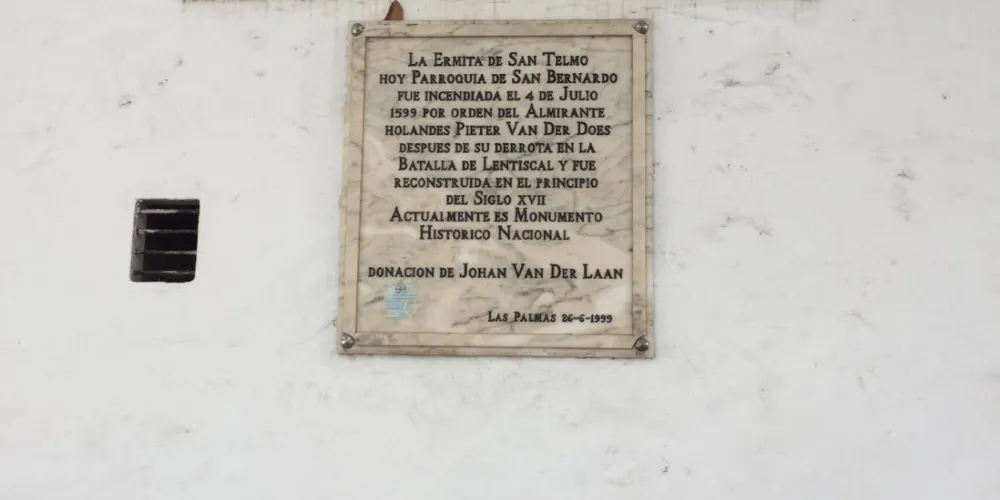 La Ermita de San Telmo
hoy Parroquia de San Bernardo
fue incendiada el 4 de Julio
1599 por orden del Almirante
holandes Pieter Van Der Does
despues de su derrota en la
Batalla de Lentiscal y fue
reconstruida en el principio
del Siglo XVII
Actualmente es Monumento
Historico Nacional
donacion de Johan Van Der Laan
Las Palmas 26-6-1999